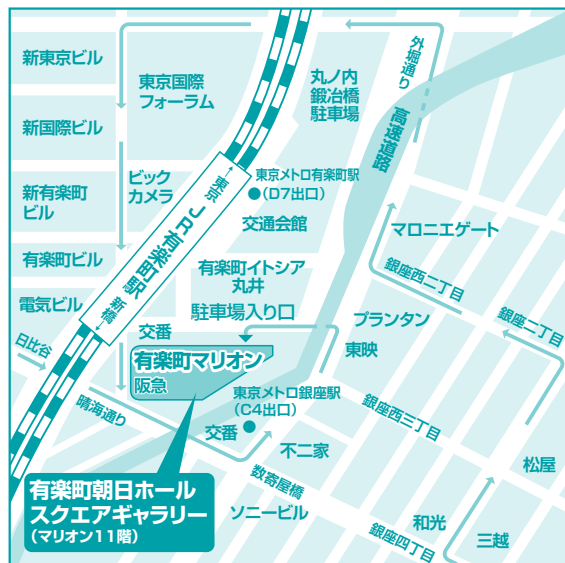 新東京ビル
東京国際
フォーラム
丸ノ内
鍛冶橋
駐車場
外堀通り
高速道路
新国際ビル
ビック
カメラ
東京メトロ有楽町駅
(D7出口)
新有楽町
ビル
←東京 JR有楽町駅 新橋→
交通会館
マロニエゲート
有楽町ビル
有楽町イトシア
丸井
銀座西二丁目
電気ビル
駐車場入り口
プランタン
銀座二丁目
日比谷
交番
東映
有楽町マリオン
阪急
東京メトロ銀座駅
(C4出口)
晴海通り
交番
銀座西三丁目
不二家
松屋
有楽町朝日ホール
スクエアギャラリー
(マリオン11階)
数寄屋橋
ソニービル
和光
銀座四丁目
三越